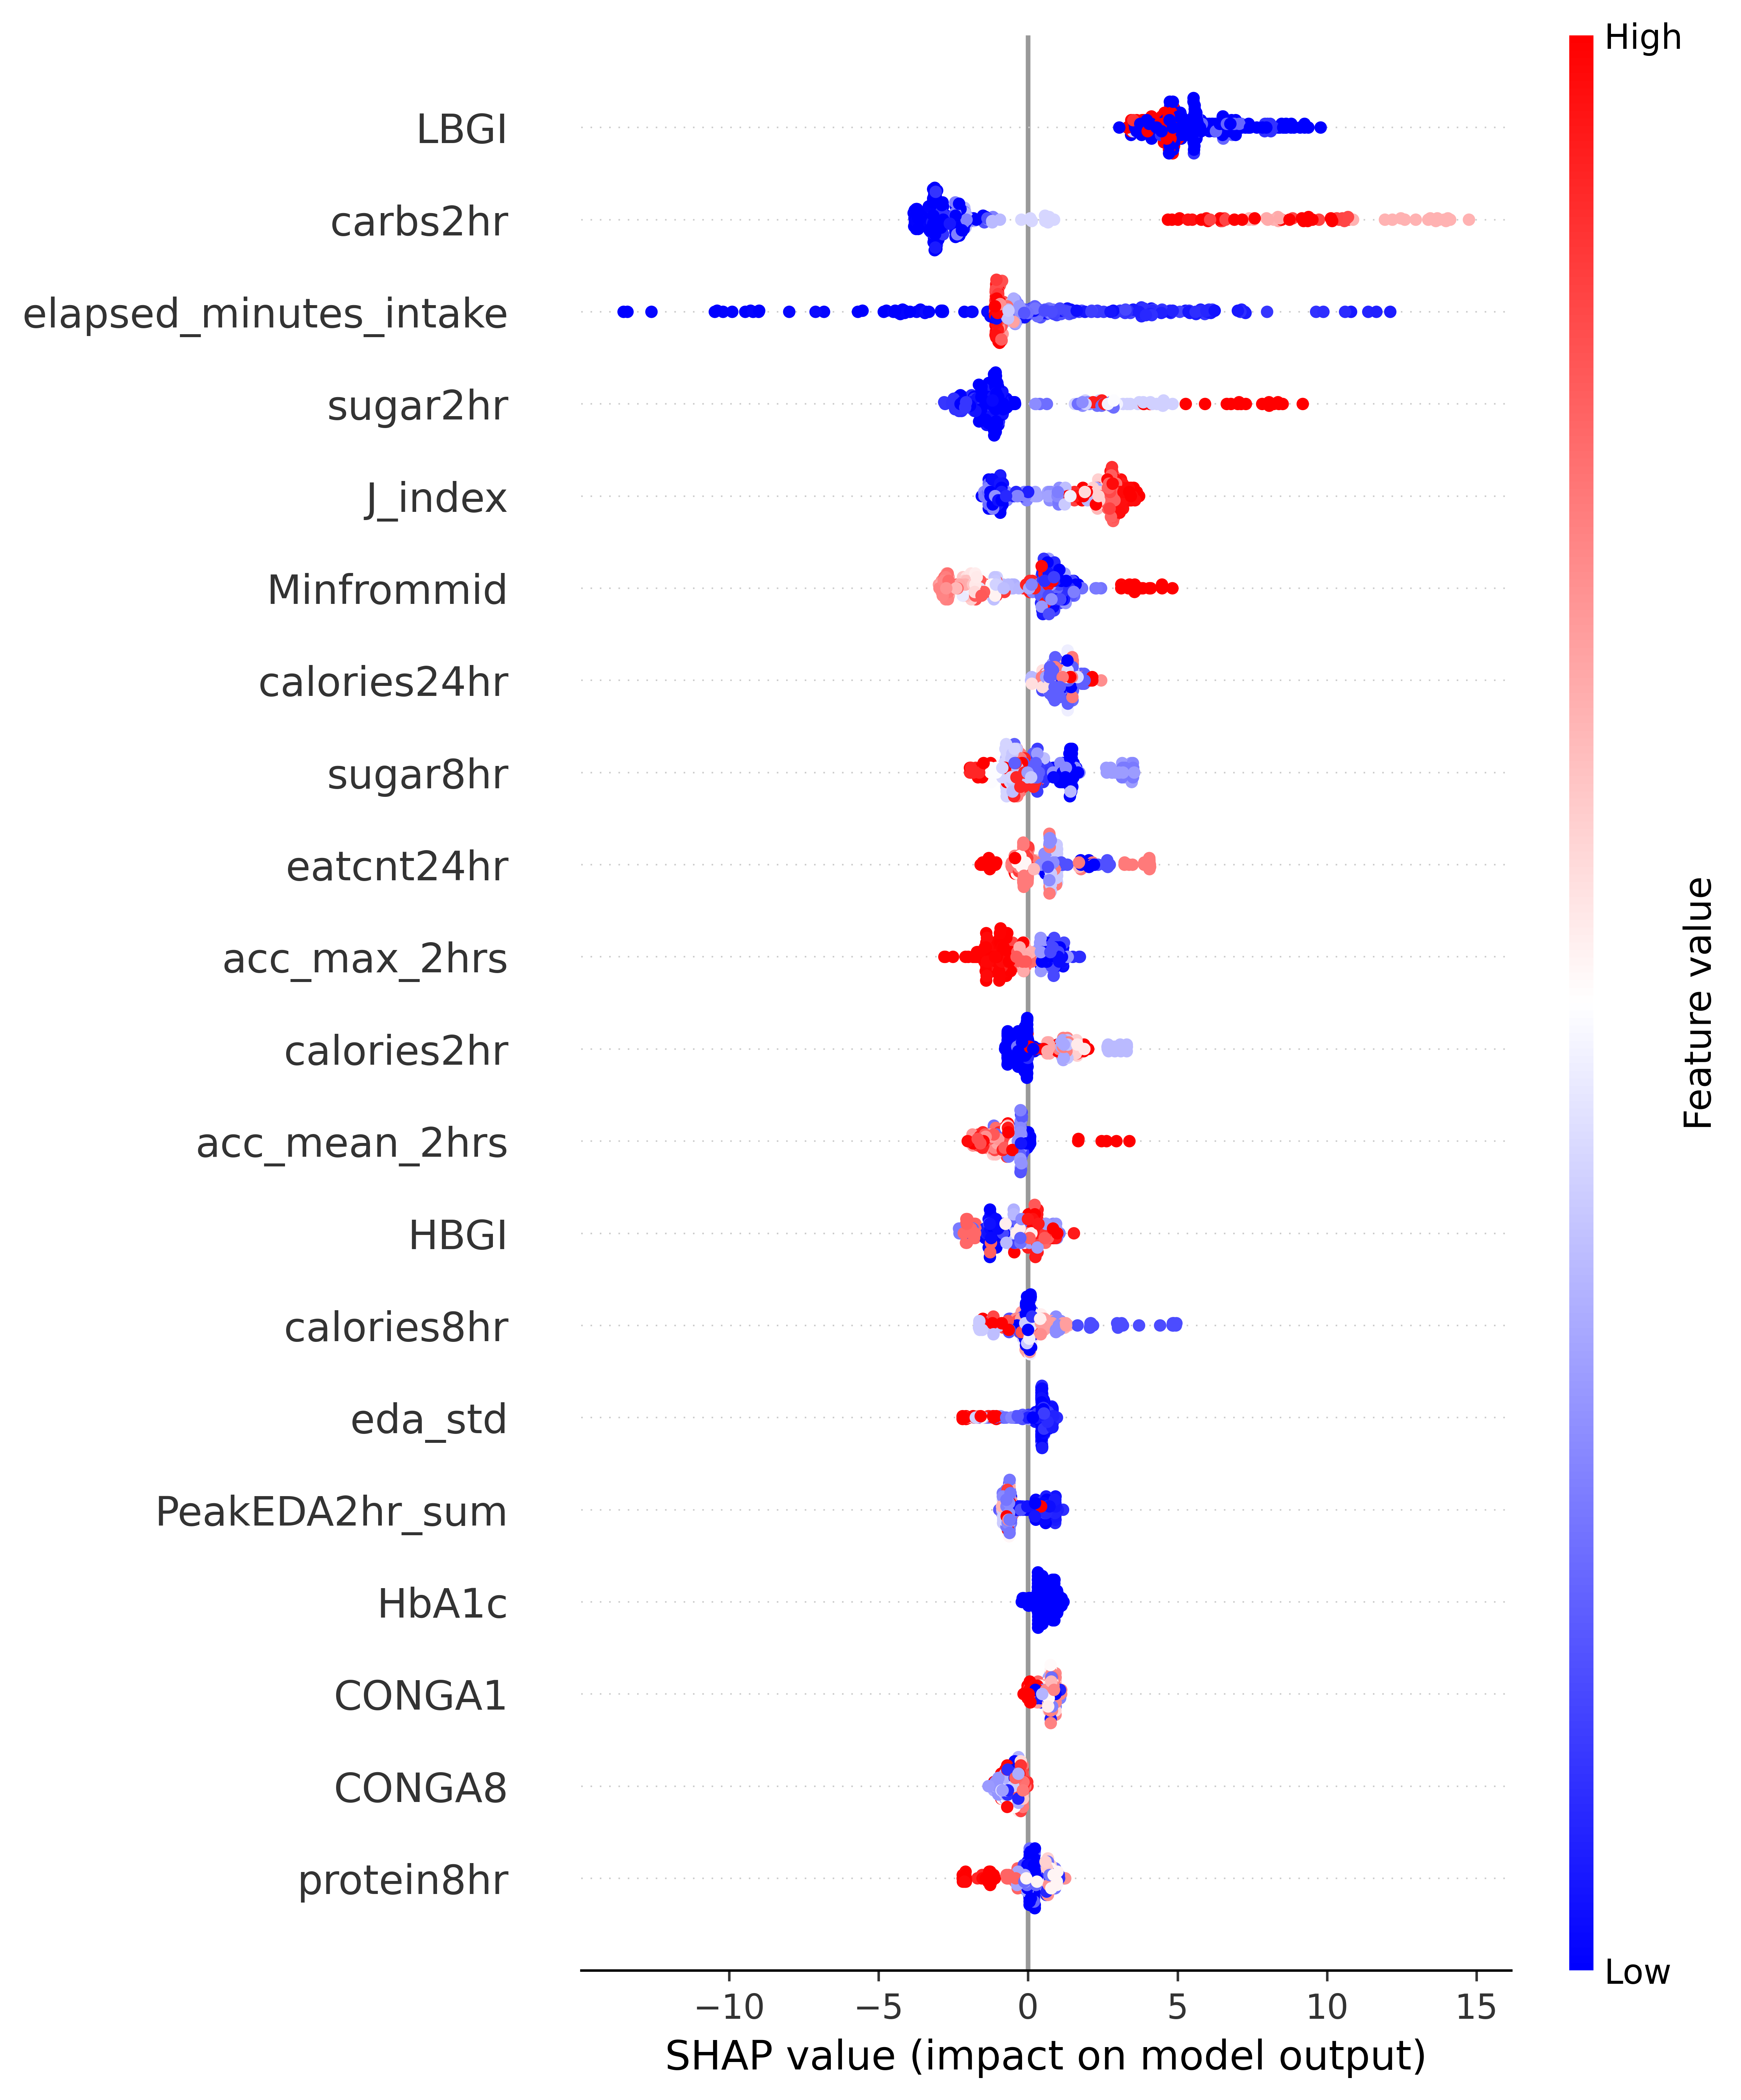 High
LBGI
carbs2hr
elapsed_minutes_intake
sugar2hr
J_index
Minfrommid
calories24hr
sugar8hr
eatcnt24hr
acc_max_2hrs
calories2hr
acc_mean_2hrs
HBGI
calories8hr
eda_std
PeakEDA2hr_sum
HbA1c
CONGA1
CONGA8
protein8hr
Feature value
Low
−10 −5 0 5 10 15
SHAP value (impact on model output)